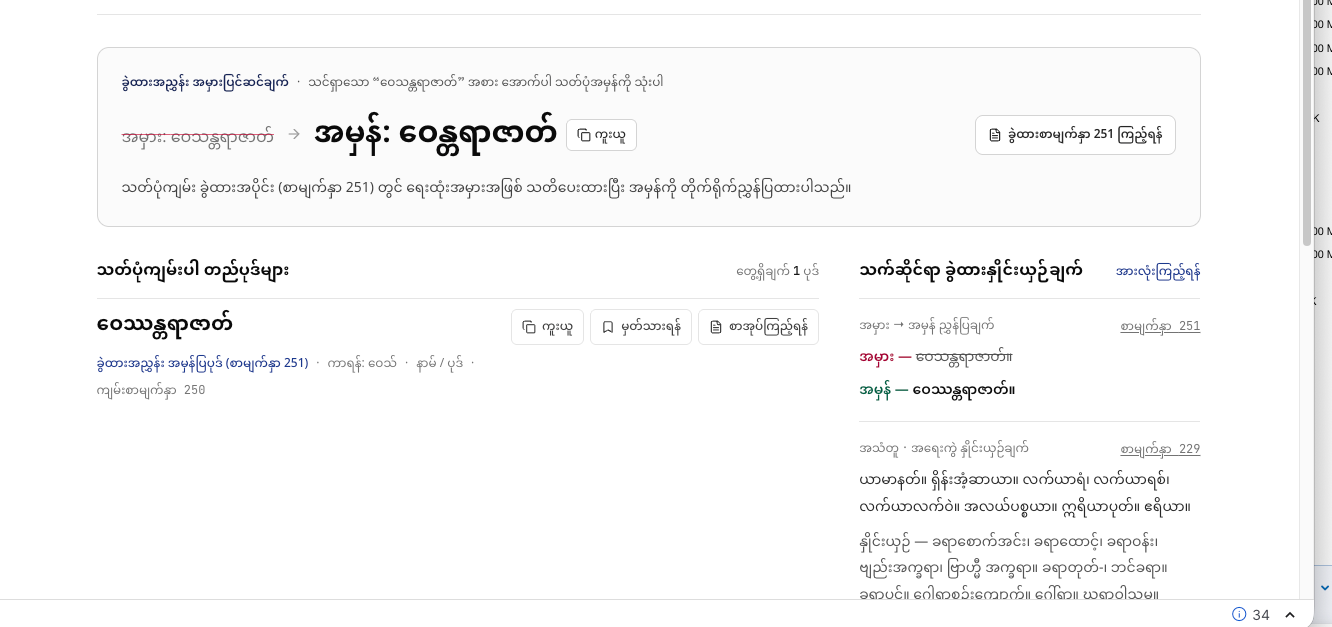 ခွဲထားအညွှန်း အမှားပြင်ဆင်ချက် · သင်ရှာသော “ဝေသန္တရာဇာတ်” အစား အောက်ပါ သတ်ပုံအမှန်ကို သုံးပါ
အမှား: ဝေသန္တရာဇာတ် → အမှန်: ဝေန္တရာဇာတ် ကူးယူ ခွဲထားစာမျက်နှာ 251 ကြည့်ရန်
သတ်ပုံကျမ်း ခွဲထားအပိုင်း (စာမျက်နှာ 251) တွင် ရေးထုံးအမှားအဖြစ် သတိပေးထားပြီး အမှန်ကို တိုက်ရိုက်ညွှန်ပြထားပါသည်။
သတ်ပုံကျမ်းပါ တည်ပုဒ်များ တွေ့ရှိချက် 1 ပုဒ်
ဝေဿန္တရာဇာတ် ကူးယူ မှတ်သားရန် စာအုပ်ကြည့်ရန်
ခွဲထားအညွှန်း အမှန်ပြပုဒ် (စာမျက်နှာ 251) · ကာရန်: ဝေသ် · နာမ် / ပုဒ် ·
ကျမ်းစာမျက်နှာ 250
သက်ဆိုင်ရာ ခွဲထားနှိုင်းယှဉ်ချက် အားလုံးကြည့်ရန်
အမှား → အမှန် ညွှန်ပြချက် စာမျက်နှာ 251
အမှား — ဝေသန္တရာဇာတ်။
အမှန် — ဝေဿန္တရာဇာတ်။
အသံတူ · အရေးကွဲ နှိုင်းယှဉ်ချက် စာမျက်နှာ 229
ယာမာနတ်။ ရှိန်းအံ့ဆာယာ။ လက်ယာရံ၊ လက်ယာရစ်၊
လက်ယာလက်ဝဲ။ အလယ်ပစ္စယာ။ ဣရိယာပုတ်။ ဧရိယာ။
နှိုင်းယှဉ် — ခရာစောက်အင်း၊ ခရာထောင့်၊ ခရာဝန်း၊
ဗျည်းအက္ခရာ၊ ဗြာဟ္မီ အက္ခရာ။ ခရာတုတ်-၊ ဘင်ခရာ။
34